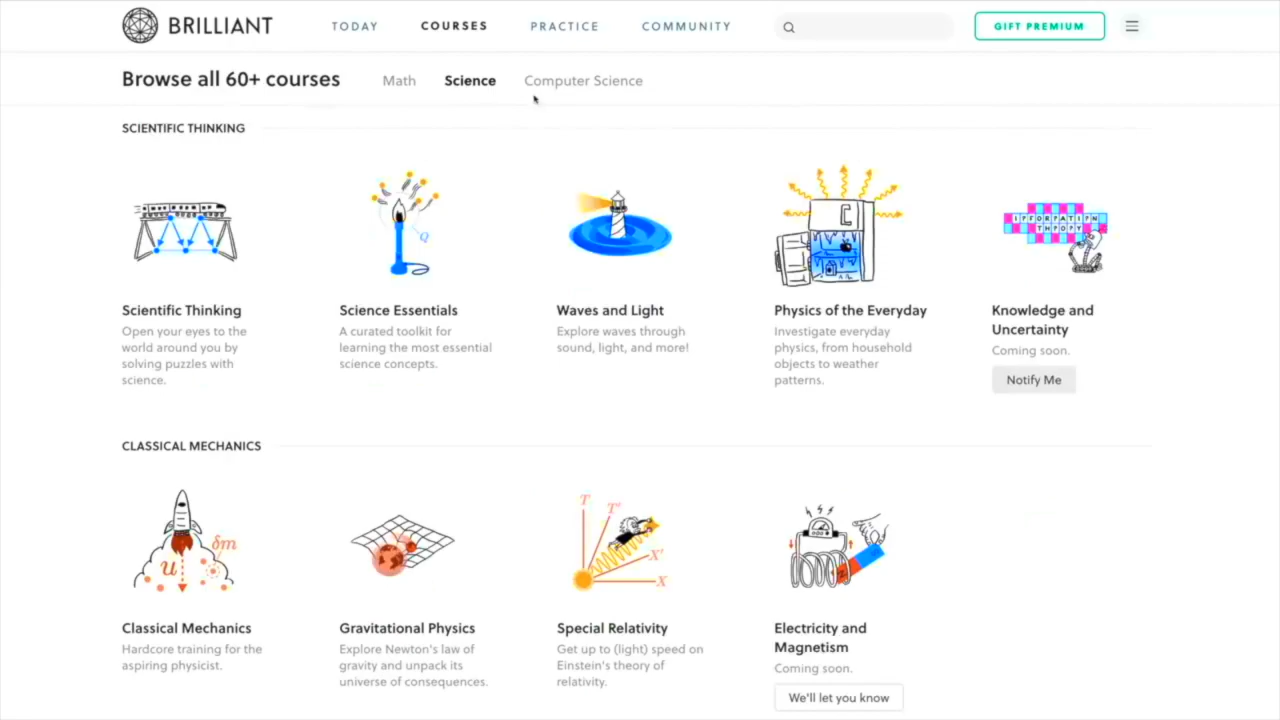 BRILLIANT
TODAY
COURSES
PRACTICE
COMMUNITY
GIFT PREMIUM
Browse all 60+ courses
Math
Science
Computer Science
SCIENTIFIC THINKING
Q
Scientific Thinking
Open your eyes to the
world around you by
solving puzzles with
science.
Science Essentials
A curated toolkit for
learning the most essential
science concepts.
Waves and Light
Explore waves through
sound, light, and more!
Physics of the Everyday
Investigate everyday
physics, from household
objects to weather
patterns.
Knowledge and
Uncertainty
Coming soon.
Notify Me
CLASSICAL MECHANICS
δm
u
T
T'
X'
X
Classical Mechanics
Hardcore training for the
aspiring physicist.
Gravitational Physics
Explore Newton's law of
gravity and unpack its
universe of consequences.
Special Relativity
Get up to (light) speed on
Einstein's theory of
relativity.
Electricity and
Magnetism
Coming soon.
We'll let you know